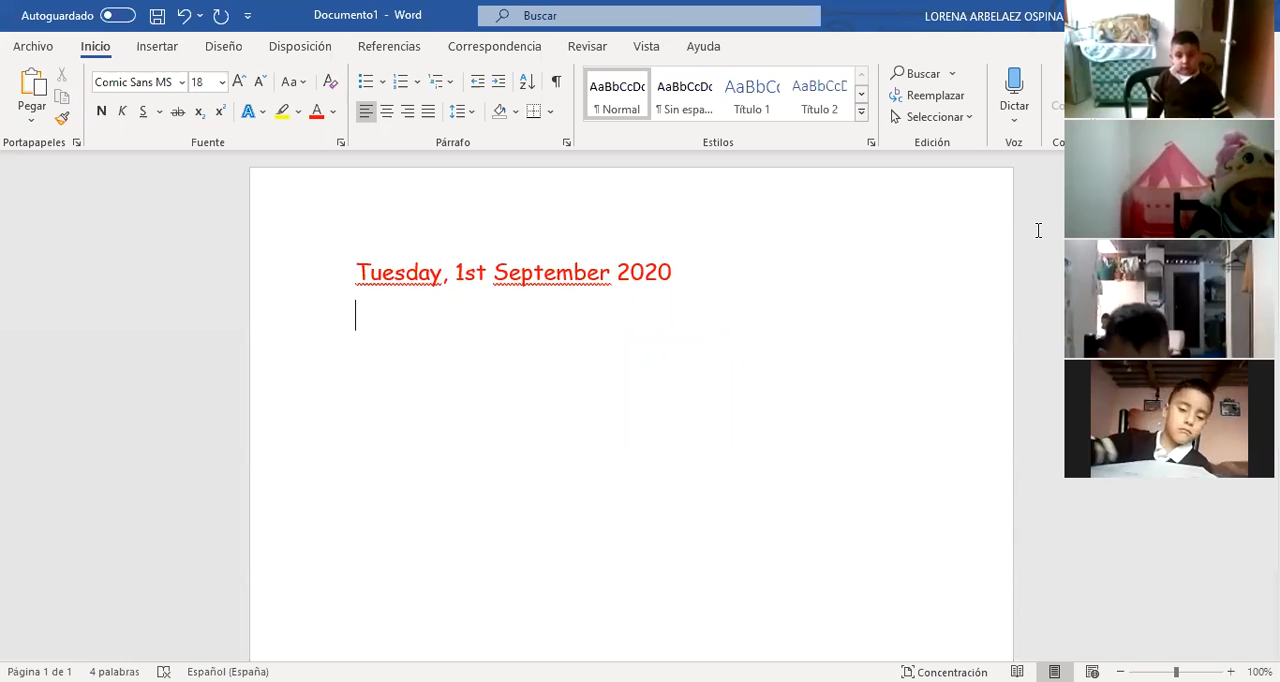 Autoguardado
Documento1 - Word
Buscar
LORENA ARBELAEZ OSPINA
Archivo Inicio Insertar Diseño Disposición Referencias Correspondencia Revisar Vista Ayuda
Pegar
Comic Sans MS 18
Aa
N K S ab x₂ x²
AaBbCcDc
¶ Normal
AaBbCcDc
¶ Sin espa...
AaBbCc
Título 1
AaBbCcD
Título 2
Buscar
Reemplazar
Seleccionar
Dictar
Portapapeles Fuente Párrafo Estilos Edición Voz
Tuesday, 1st September 2020
Página 1 de 1 4 palabras Español (España) Concentración 100%